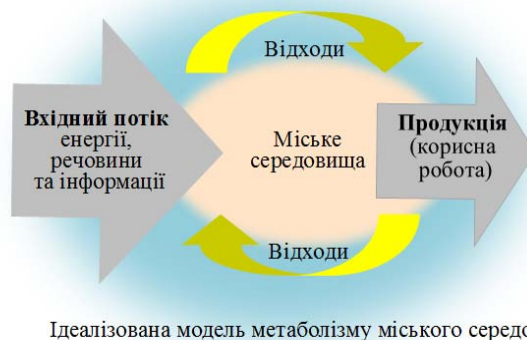 Відходи
Вхідний потік
енергії,
речовини
та інформації
Міське
середовища
Продукція
(корисна
робота)
Відходи
Ідеалізована модель метаболізму міського